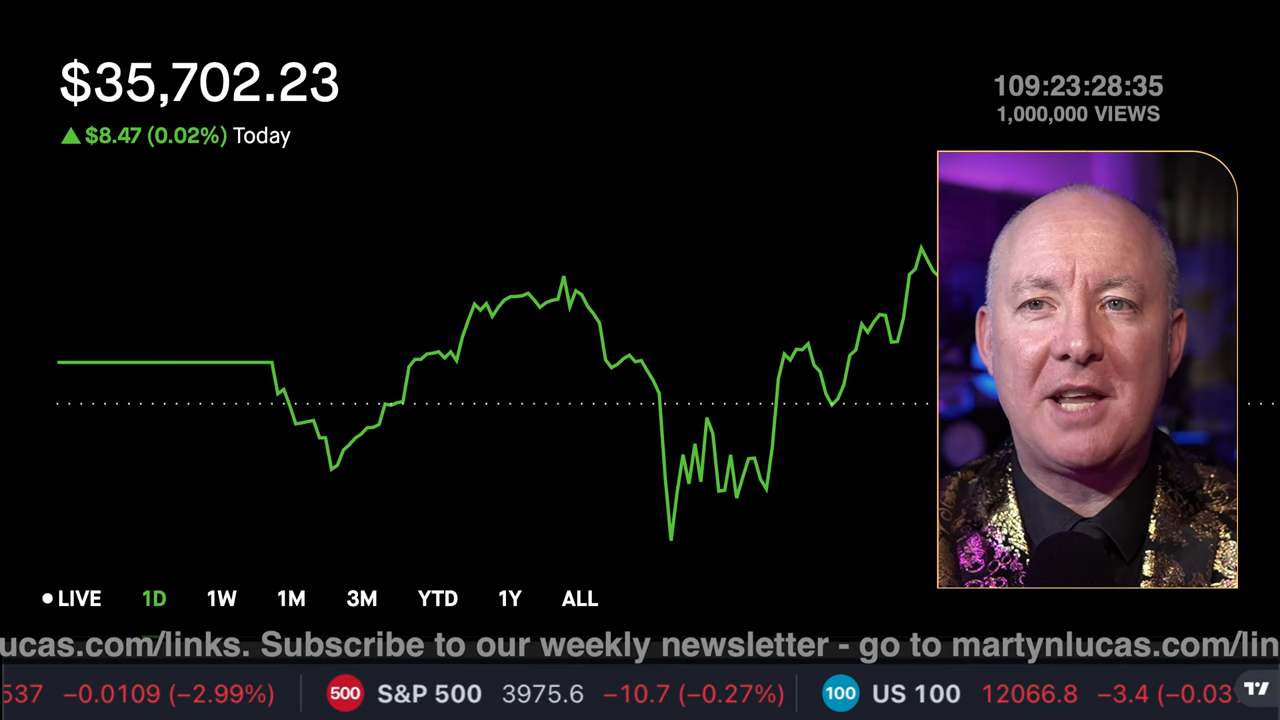 $35,702.23
▲ $8.47 (0.02%) Today
109:23:28:35
1,000,000 VIEWS
LIVE 1D 1W 1M 3M YTD 1Y ALL
ucas.com/links. Subscribe to our weekly newsletter - go to martynlucas.com/lin
537 −0.0109 (−2.99%) 500 S&P 500 3975.6 −10.7 (−0.27%) 100 US 100 12066.8 −3.4 (−0.03